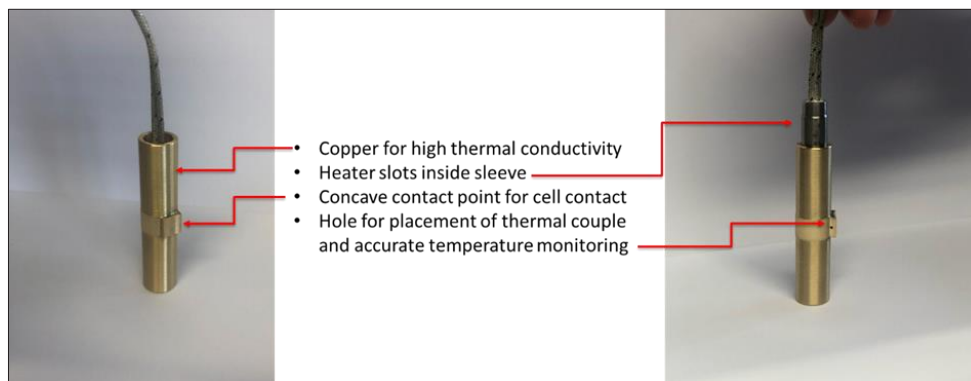 • Copper for high thermal conductivity
• Heater slots inside sleeve
• Concave contact point for cell contact
• Hole for placement of thermal couple
and accurate temperature monitoring